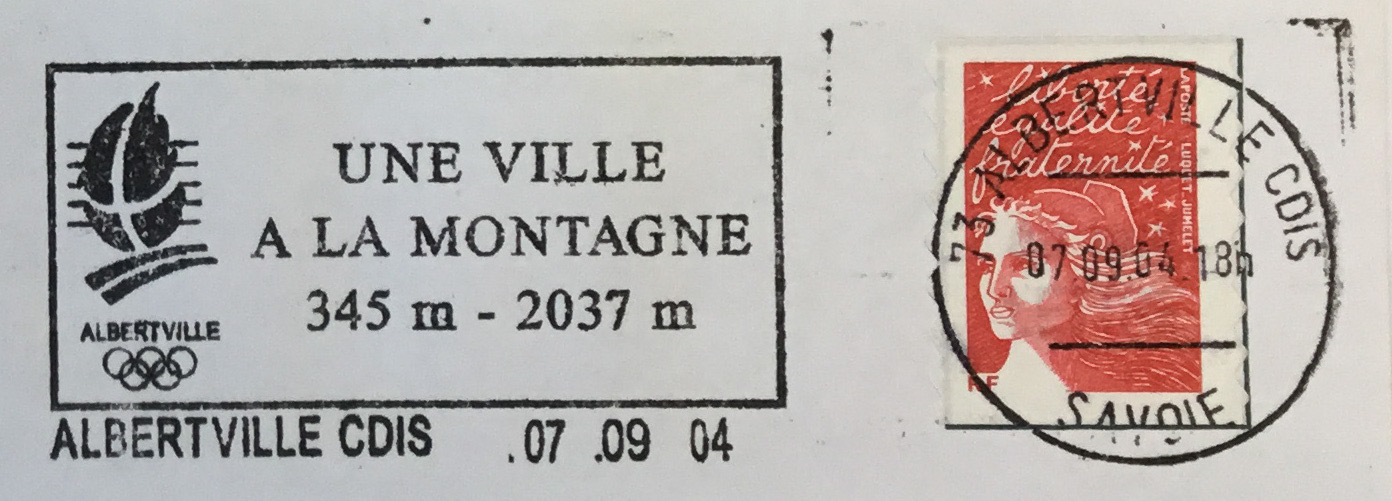 UNE VILLE
A LA MONTAGNE
345 m - 2037 m
ALBERTVILLE
ALBERTVILLE CDIS .07 .09 04
liberté
égalité
fraternité
LA POSTE LUQUET JUMELET
RF
73 ALBERTVILLE CDIS
07.09.04.18h
SAVOIE